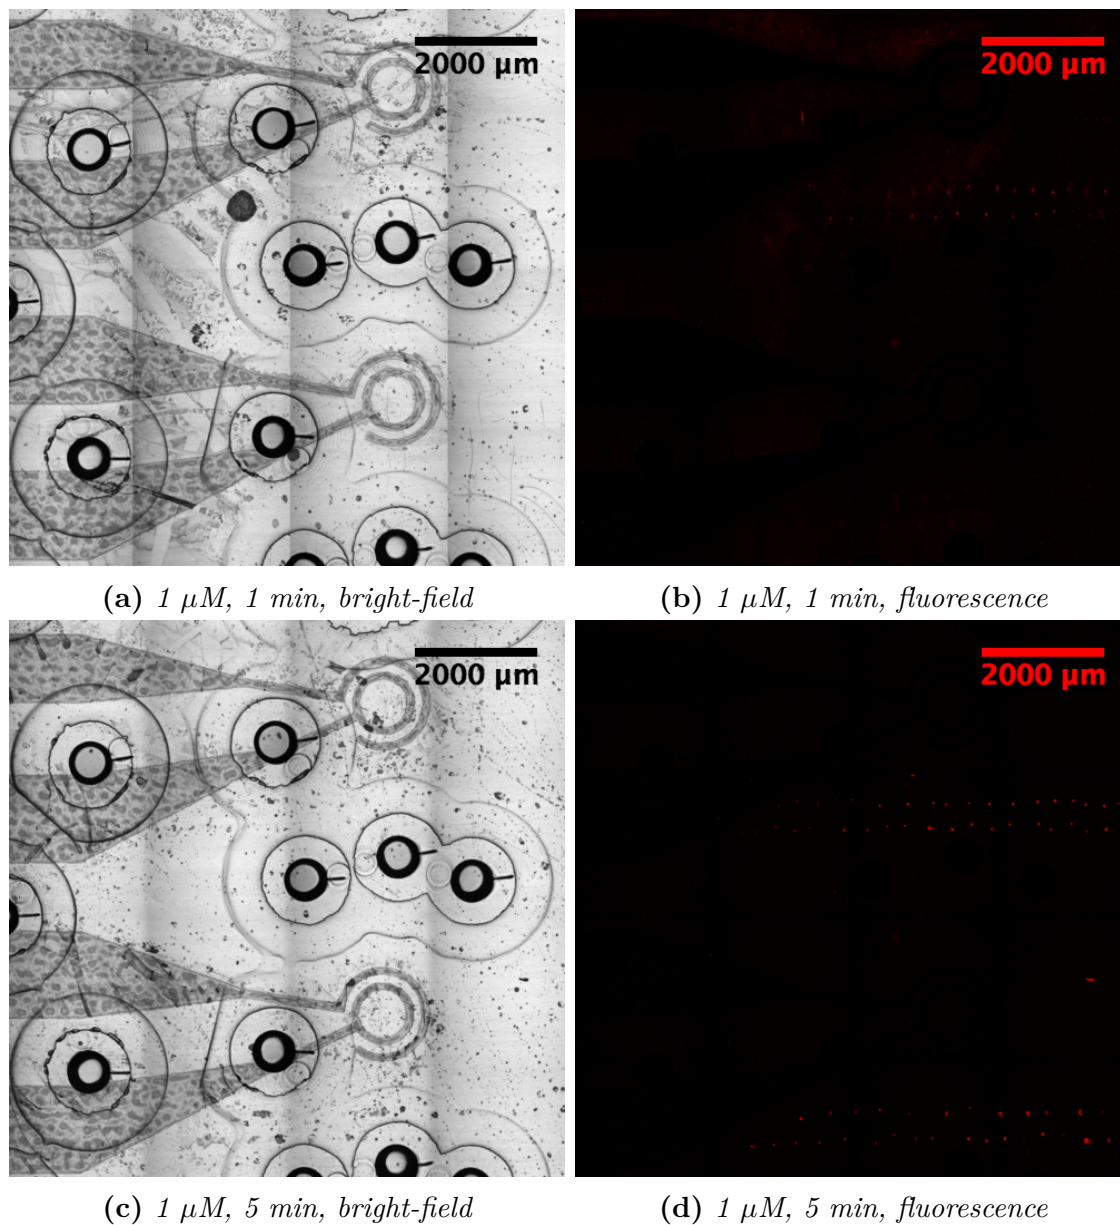 2000 µm
2000 µm
(a) 1 µM, 1 min, bright-field
(b) 1 µM, 1 min, fluorescence
2000 µm
2000 µm
(c) 1 µM, 5 min, bright-field
(d) 1 µM, 5 min, fluorescence